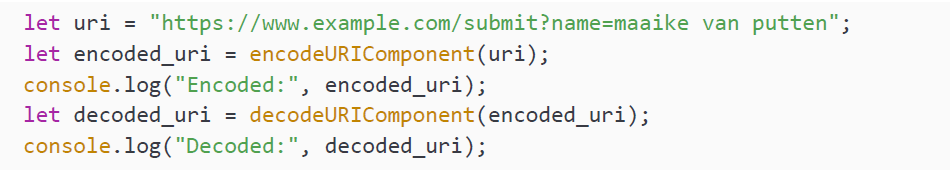 let uri = "https://www.example.com/submit?name=maaike van putten";
let encoded_uri = encodeURIComponent(uri);
console.log("Encoded:", encoded_uri);
let decoded_uri = decodeURIComponent(encoded_uri);
console.log("Decoded:", decoded_uri);